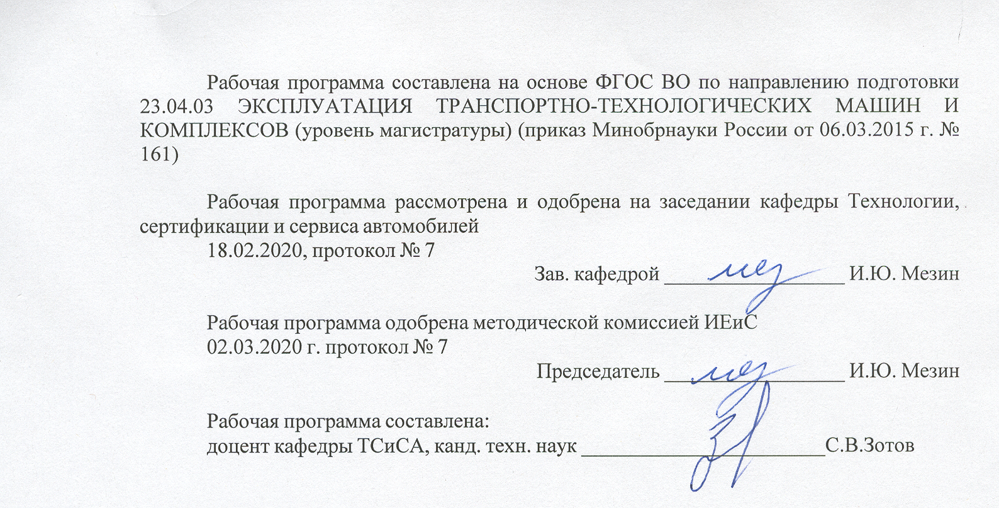 Рабочая программа составлена на основе ФГОС ВО по направлению подготовки
23.04.03 ЭКСПЛУАТАЦИЯ ТРАНСПОРТНО-ТЕХНОЛОГИЧЕСКИХ МАШИН И
КОМПЛЕКСОВ (уровень магистратуры) (приказ Минобрнауки России от 06.03.2015 г. №
161)
Рабочая программа рассмотрена и одобрена на заседании кафедры Технологии,
сертификации и сервиса автомобилей
18.02.2020, протокол № 7
Зав. кафедрой _________________ И.Ю. Мезин
Рабочая программа одобрена методической комиссией ИЕиС
02.03.2020 г. протокол № 7
Председатель _________________ И.Ю. Мезин
Рабочая программа составлена:
доцент кафедры ТСиСА, канд. техн. наук _______________________С.В.Зотов